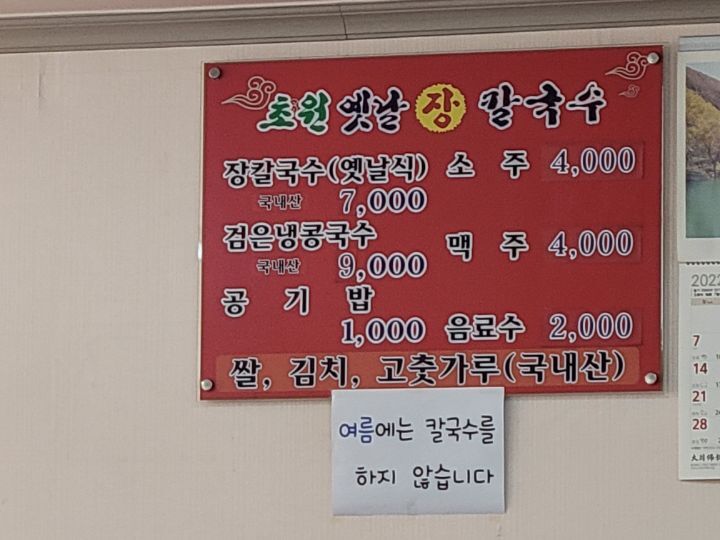 초원 옛날 장 칼국수
장칼국수(옛날식)
국내산 7,000
검은냉콩국수
국내산 9,000
공 기 밥
1,000
소 주 4,000
맥 주 4,000
음료수 2,000
쌀, 김치, 고춧가루(국내산)
여름에는 칼국수를
하지 않습니다
2022
7
14
21
28